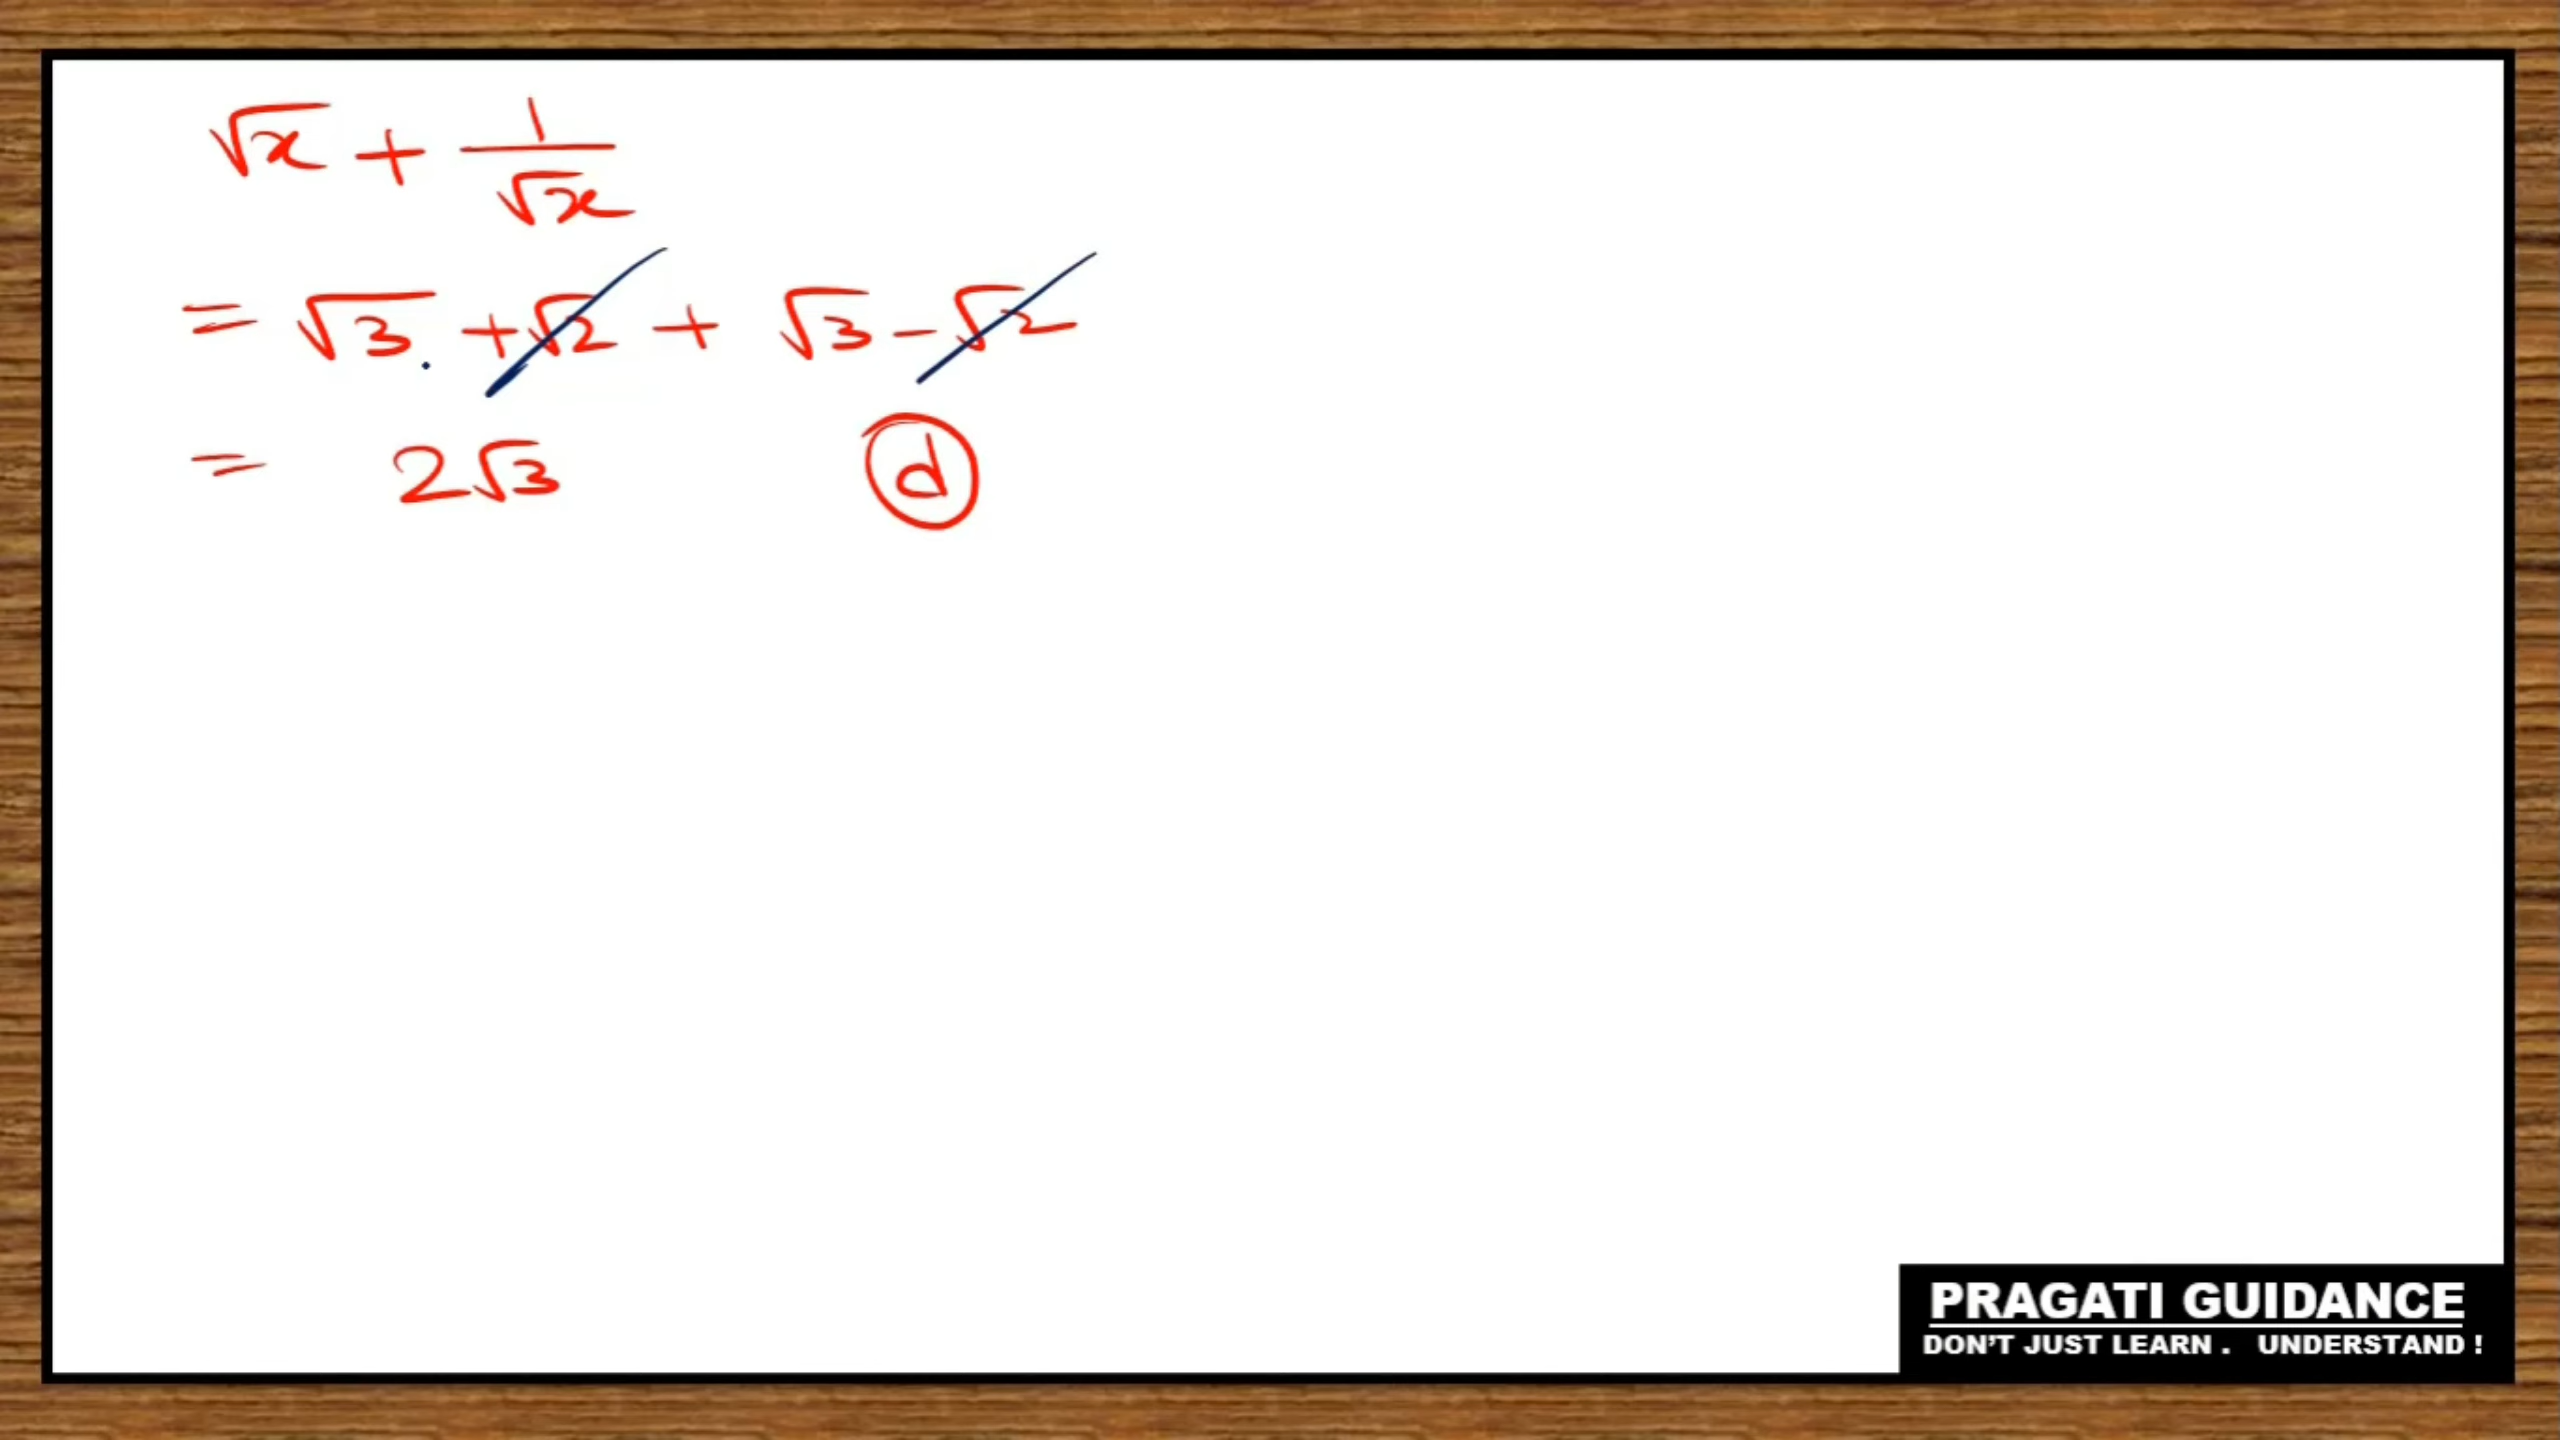 √x + 1/√x
= √3 + √2 + √3 - √2
= 2√3 d
PRAGATI GUIDANCE
DON'T JUST LEARN . UNDERSTAND !